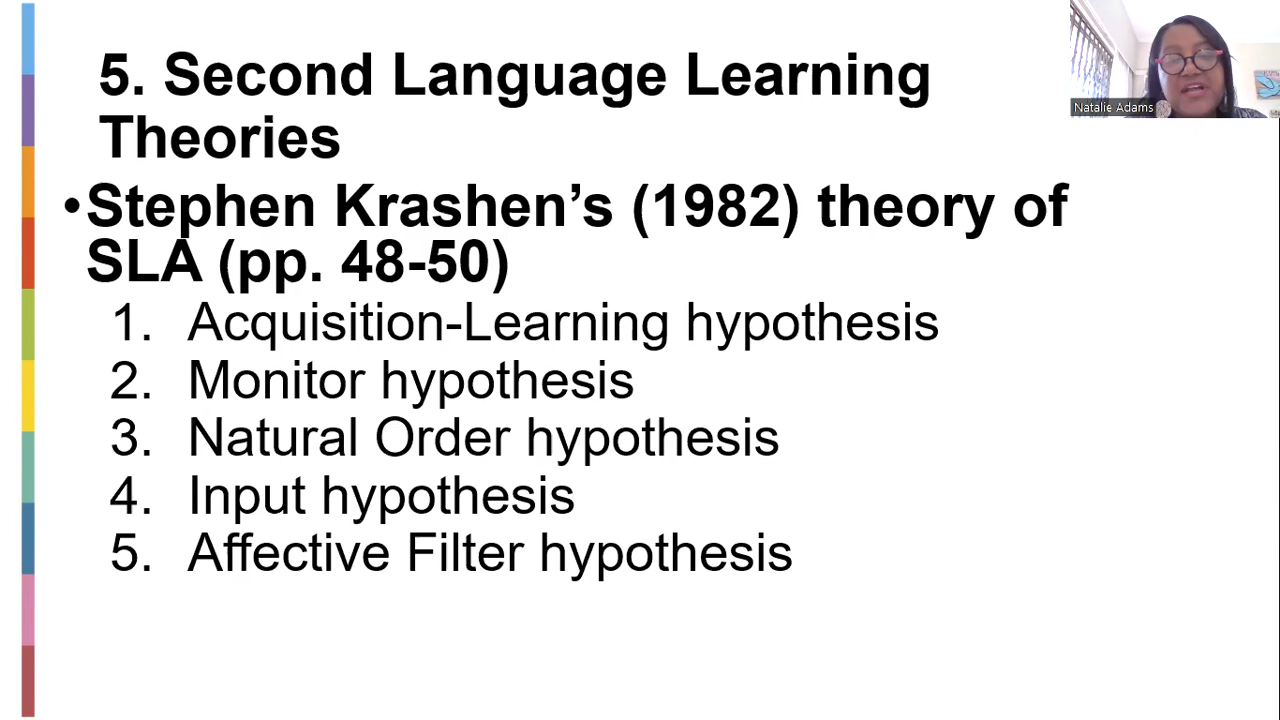 5. Second Language Learning
Theories
•Stephen Krashen’s (1982) theory of
SLA (pp. 48-50)
1. Acquisition-Learning hypothesis
2. Monitor hypothesis
3. Natural Order hypothesis
4. Input hypothesis
5. Affective Filter hypothesis
Natalie Adams